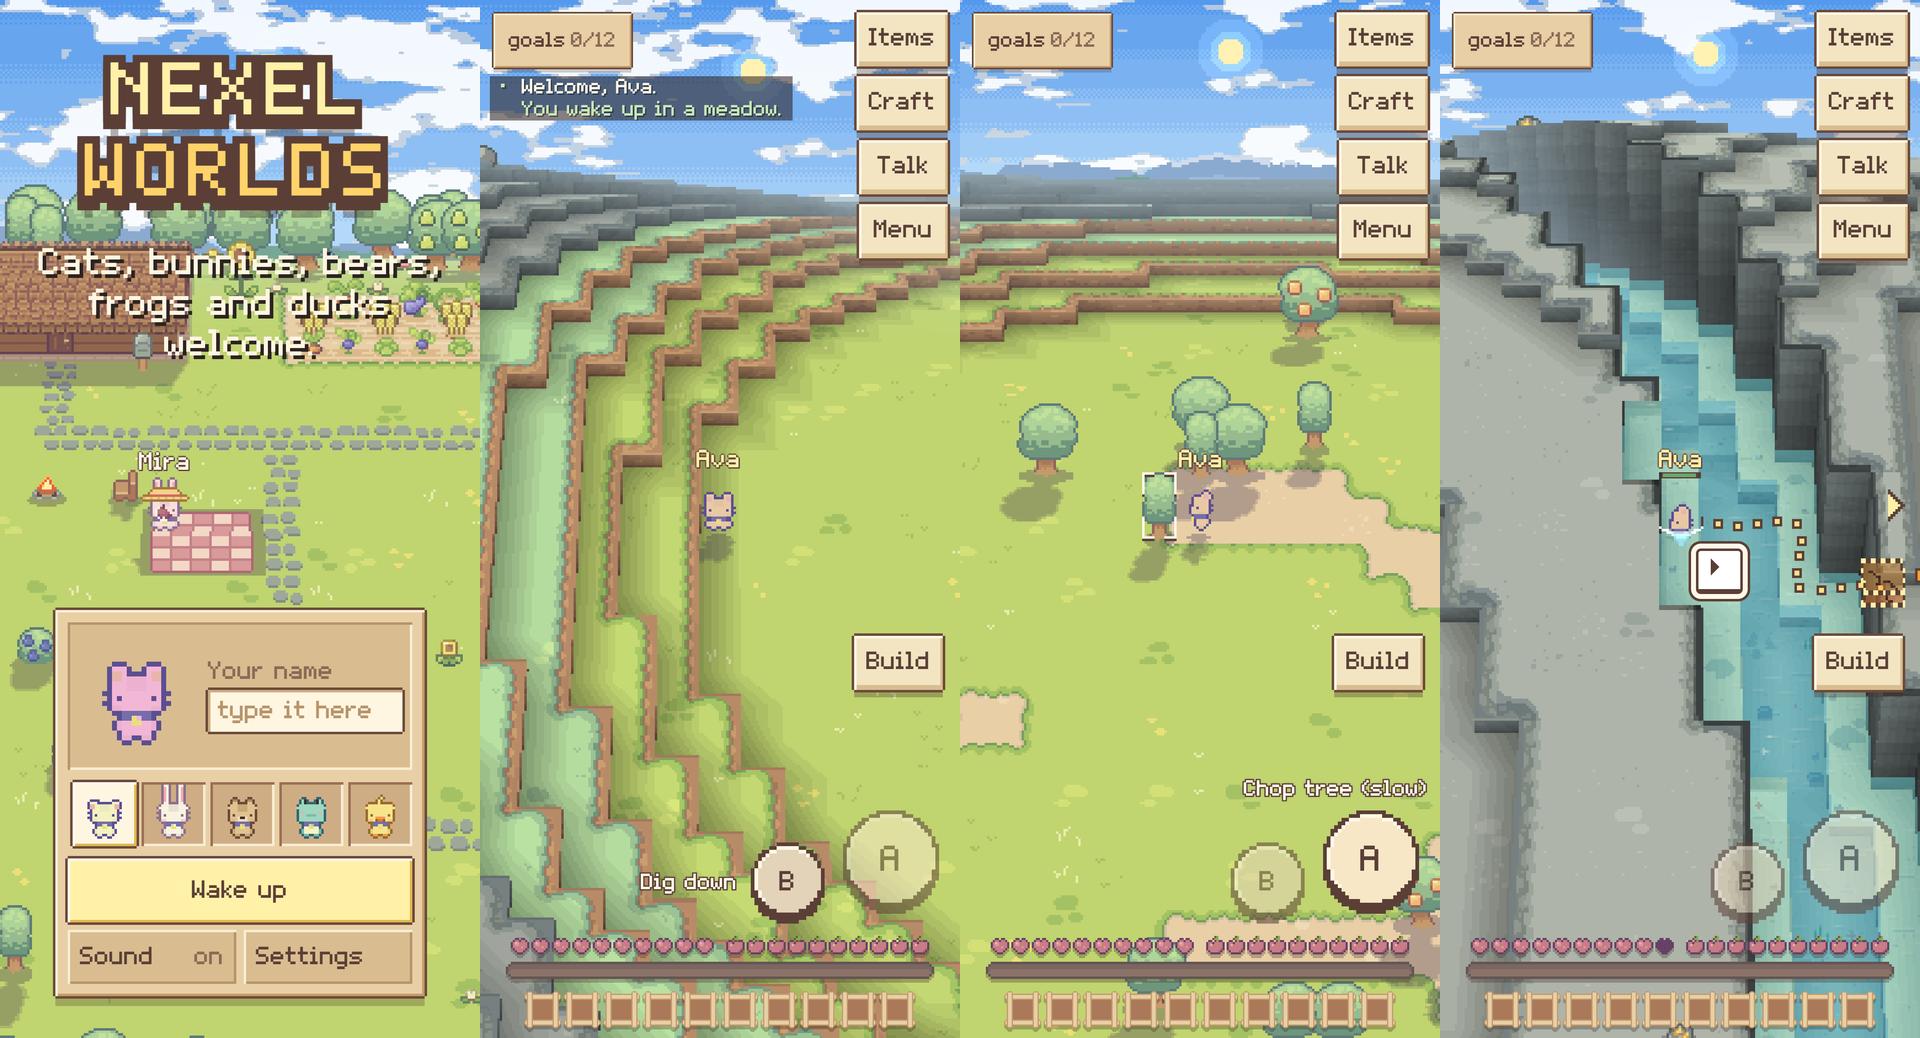 NEXEL
WORLDS
Cats, bunnies, bears,
frogs and ducks
welcome.
Mira
Your name
type it here
Wake up
Sound on
Settings
goals 0/12
Welcome, Ava.
You wake up in a meadow.
Items
Craft
Talk
Menu
Ava
Build
Dig down
B
A
goals 0/12
Items
Craft
Talk
Menu
Ava
Build
Chop tree (slow)
B
A
goals 0/12
Items
Craft
Talk
Menu
Ava
Build
B
A